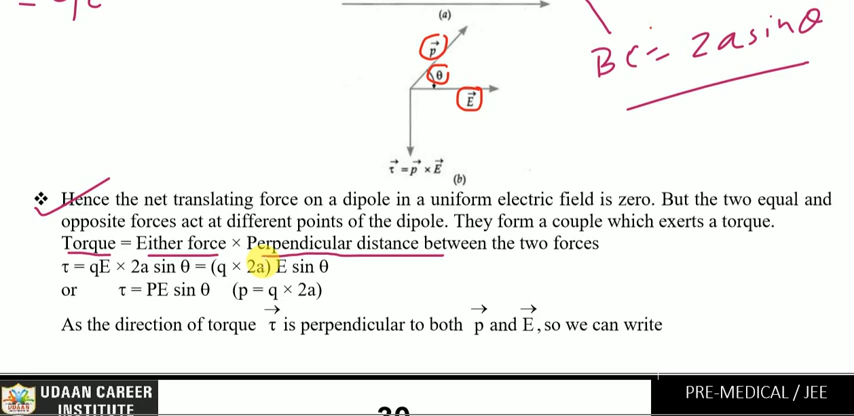 (a)
BC = 2a sinθ
p
θ
E
τ = p × E
(b)
❖ Hence the net translating force on a dipole in a uniform electric field is zero. But the two equal and
opposite forces act at different points of the dipole. They form a couple which exerts a torque.
Torque = Either force × Perpendicular distance between the two forces
τ = qE × 2a sin θ = (q × 2a) E sin θ
or τ = PE sin θ (p = q × 2a)
As the direction of torque τ is perpendicular to both p and E, so we can write
UDAAN CAREER
INSTITUTE
PRE-MEDICAL / JEE